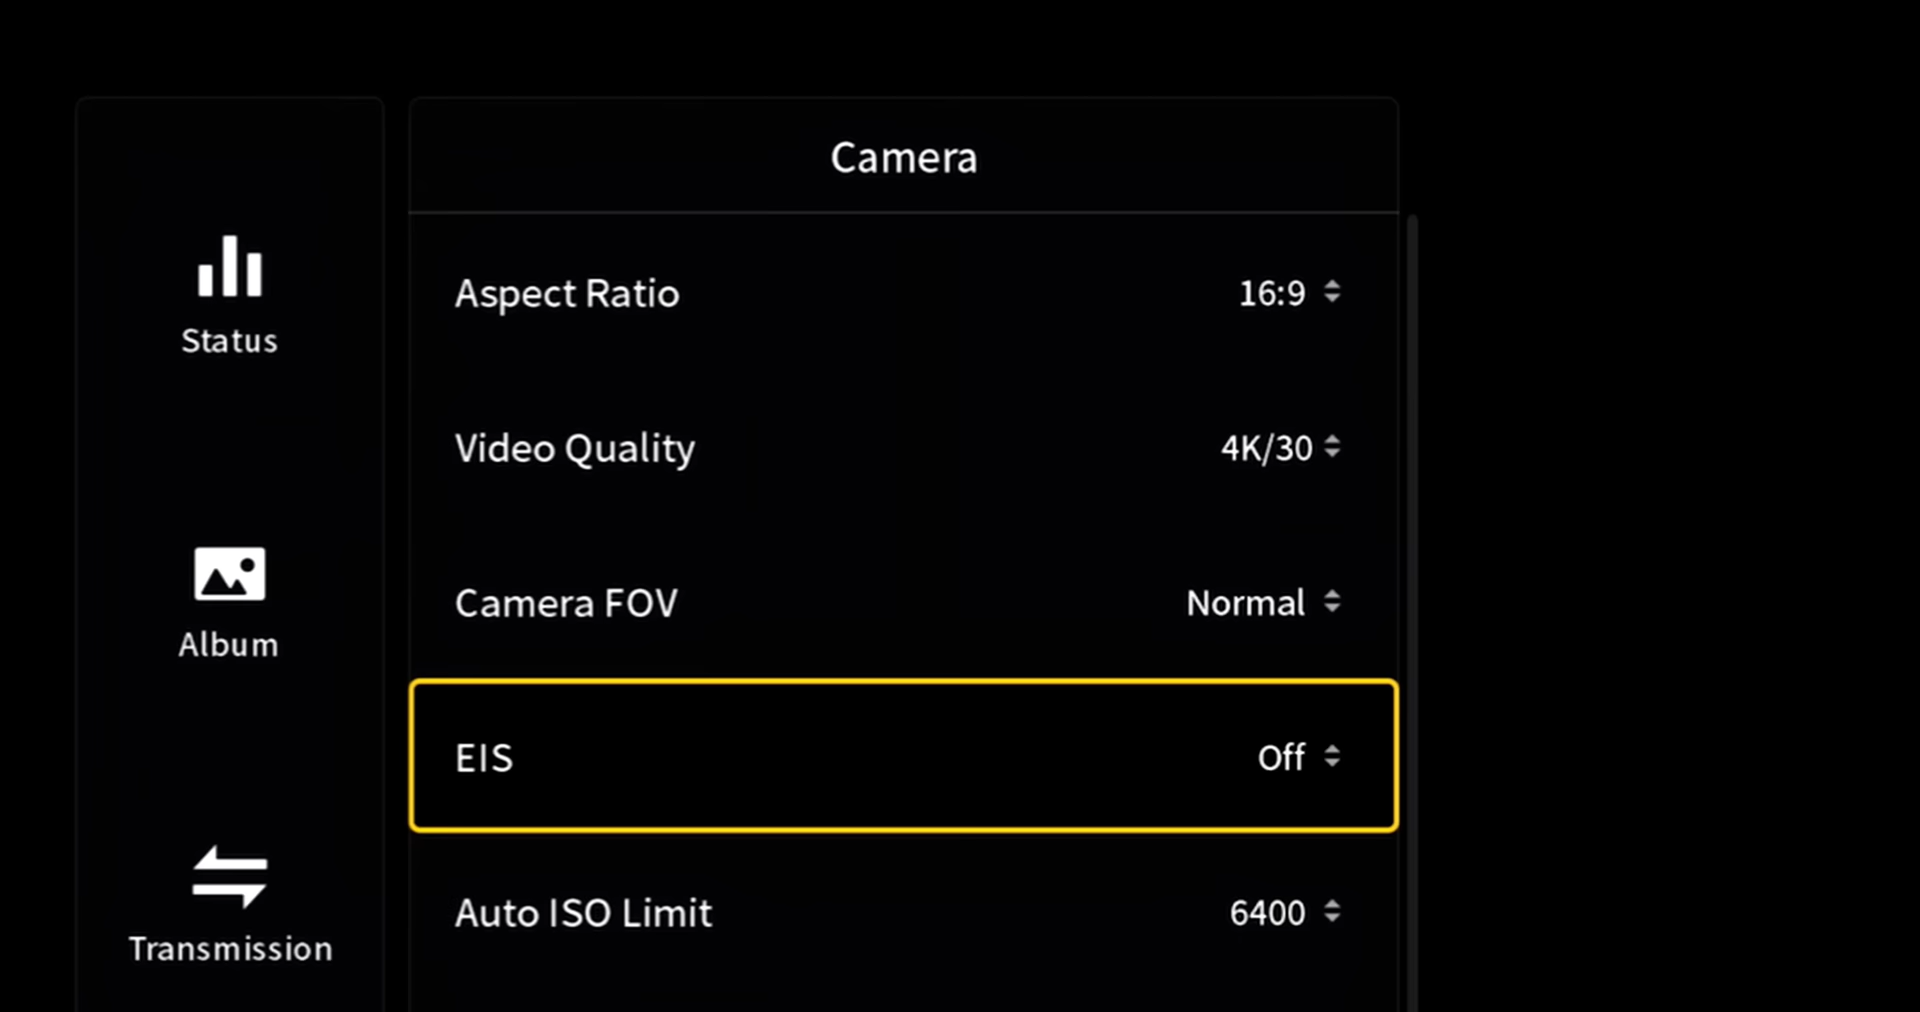 Camera
Status
Album
Transmission
Aspect Ratio 16:9
Video Quality 4K/30
Camera FOV Normal
EIS Off
Auto ISO Limit 6400